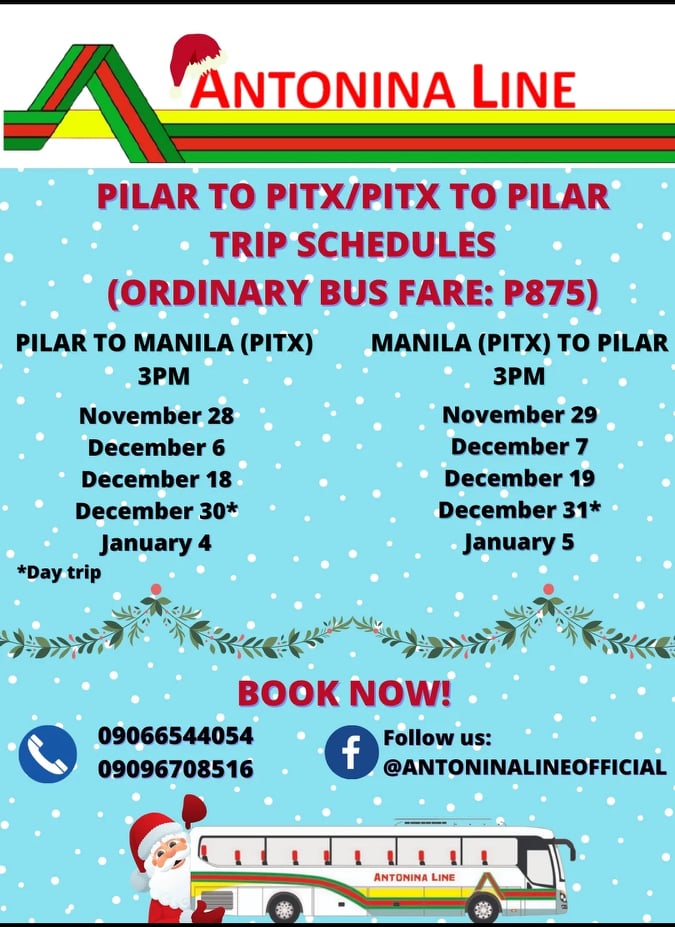 ANTONINA LINE
PILAR TO PITX/PITX TO PILAR
TRIP SCHEDULES
(ORDINARY BUS FARE: P875)
PILAR TO MANILA (PITX)
3PM
November 28
December 6
December 18
December 30*
January 4
*Day trip
MANILA (PITX) TO PILAR
3PM
November 29
December 7
December 19
December 31*
January 5
BOOK NOW!
09066544054
09096708516
Follow us:
@ANTONINALINEOFFICIAL
ANTONINA LINE